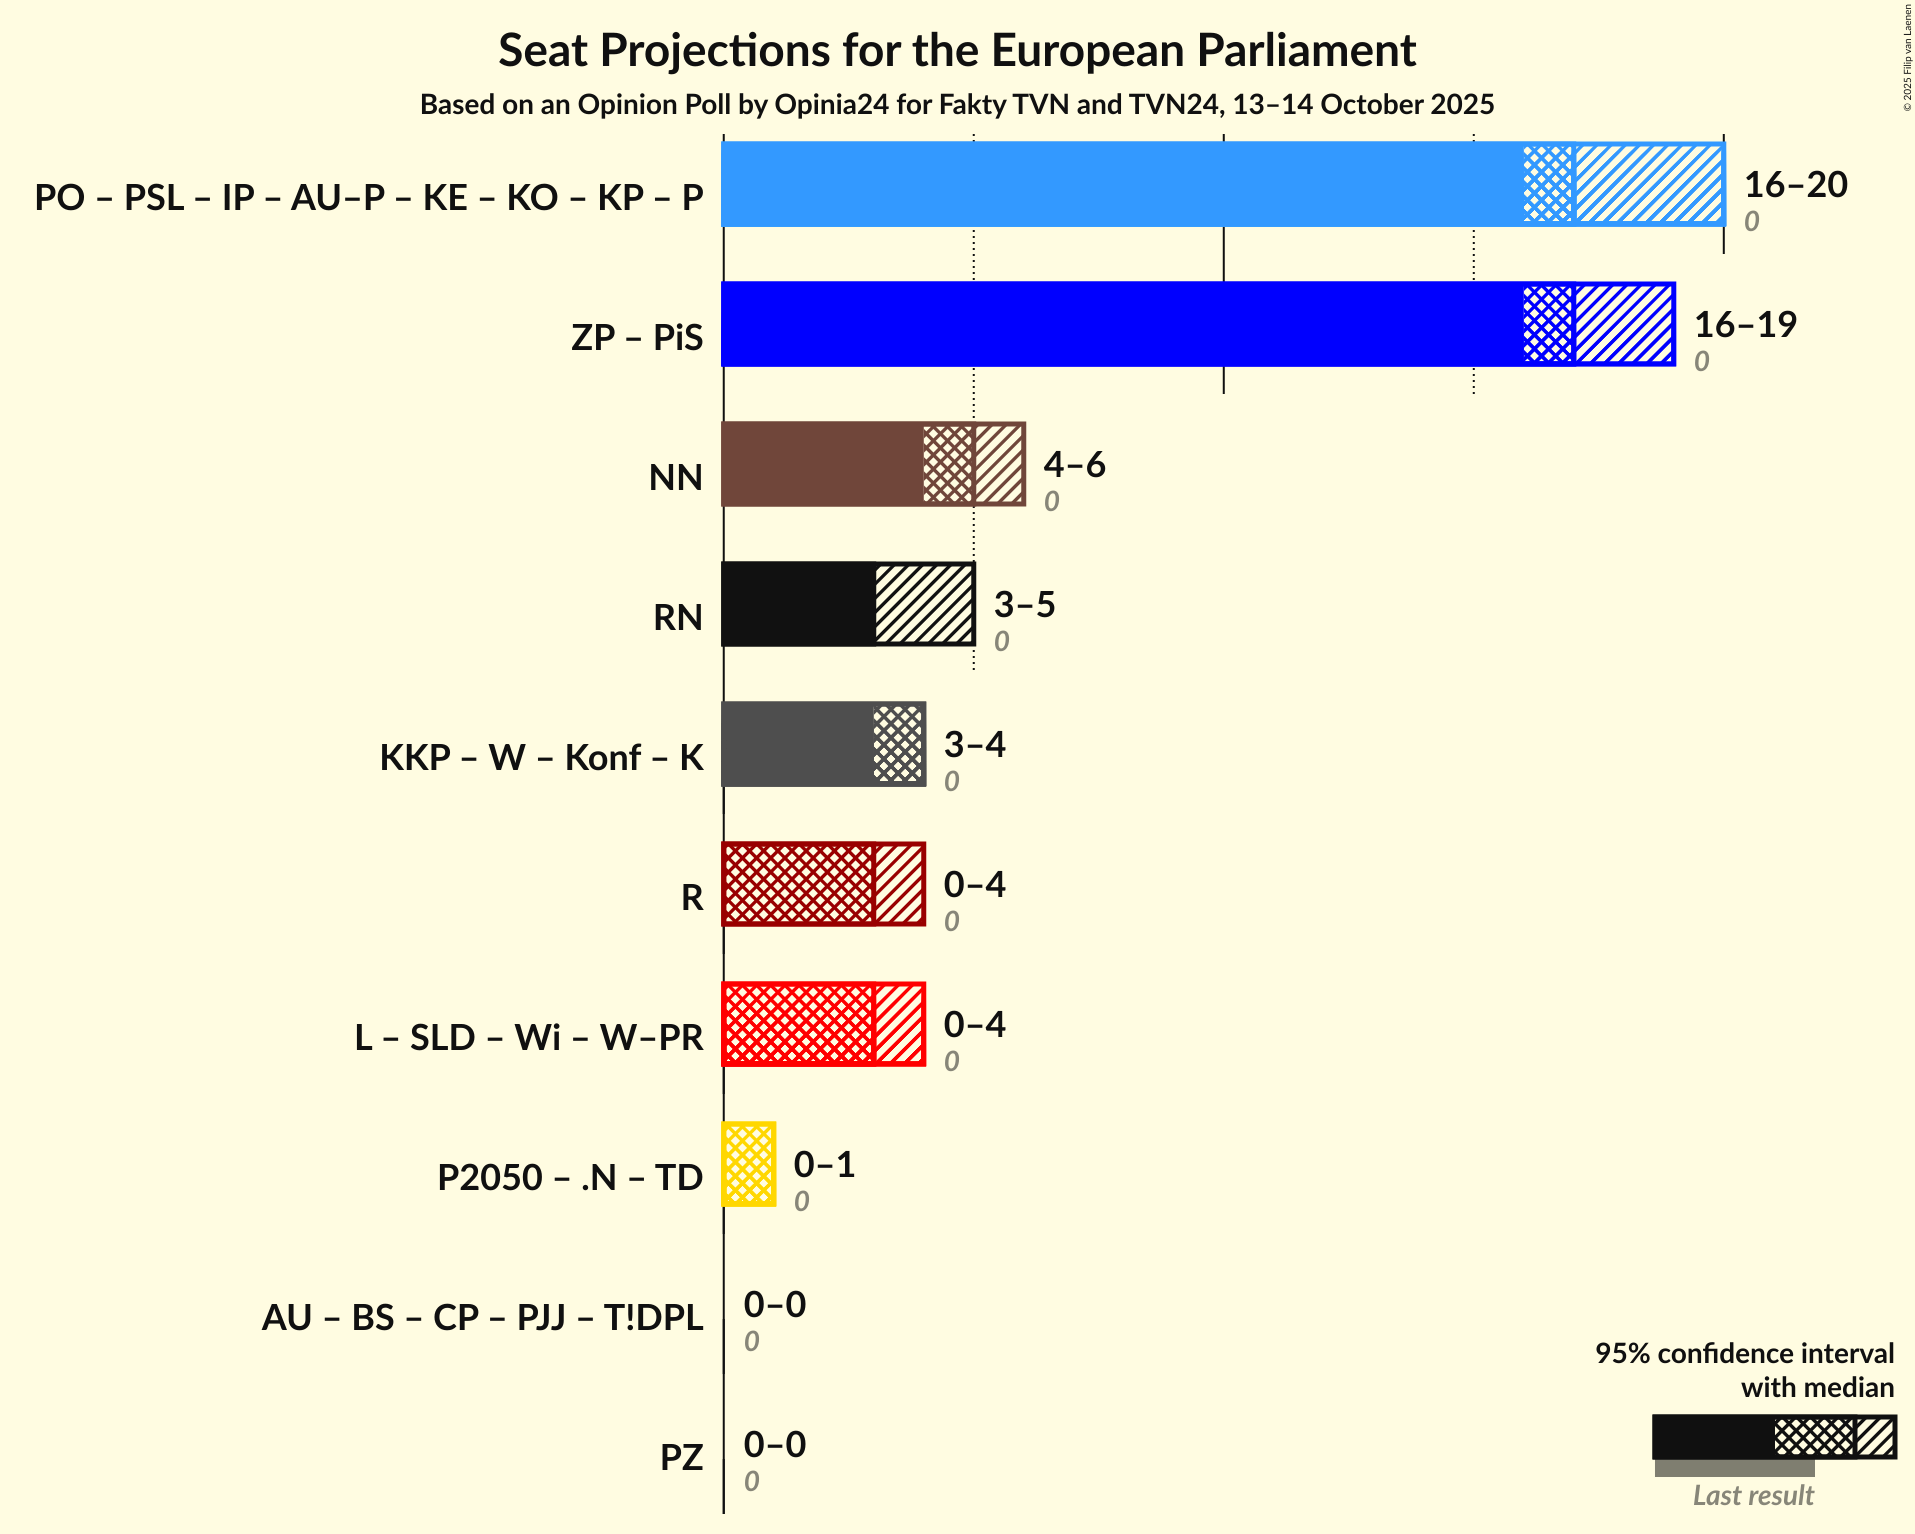 Seat Projections for the European Parliament
Based on an Opinion Poll by Opinia24 for Fakty TVN and TVN24, 13–14 October 2025
© 2025 Filip van Laenen
PO – PSL – IP – AU–P – KE – KO – KP – P
16–20
0
ZP – PiS
16–19
0
NN
4–6
0
RN
3–5
0
KKP – W – Konf – K
3–4
0
R
0–4
0
L – SLD – Wi – W–PR
0–4
0
P2050 – .N – TD
0–1
0
AU – BS – CP – PJJ – T!DPL
0–0
0
PZ
0–0
0
95% confidence interval
with median
Last result